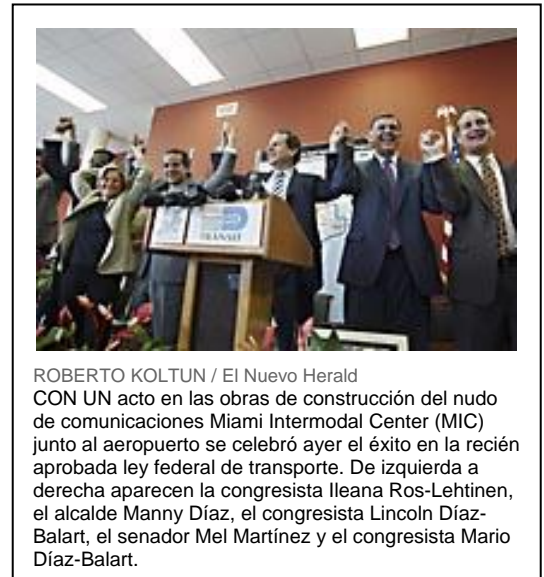 TRANSIT
ROBERTO KOLTUN / El Nuevo Herald
CON UN acto en las obras de construcción del nudo
de comunicaciones Miami Intermodal Center (MIC)
junto al aeropuerto se celebró ayer el éxito en la recién
aprobada ley federal de transporte. De izquierda a
derecha aparecen la congresista Ileana Ros-Lehtinen,
el alcalde Manny Díaz, el congresista Lincoln Díaz-
Balart, el senador Mel Martínez y el congresista Mario
Díaz-Balart.